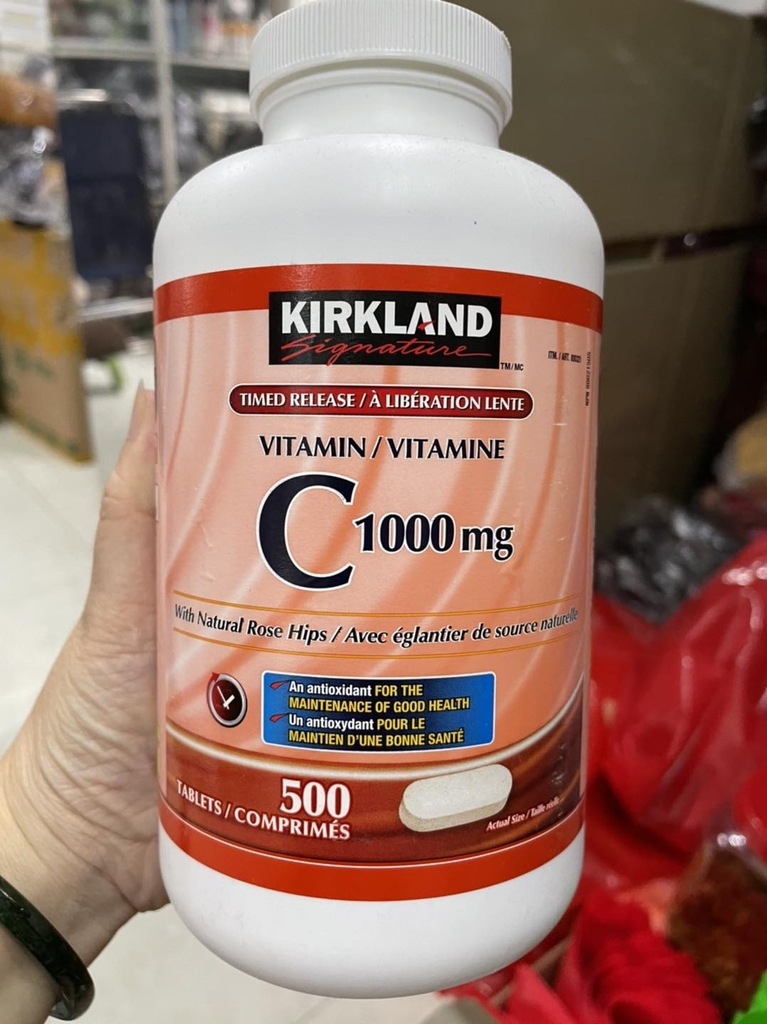 KIRKLAND
Signature
TM/MC
ITM. / ART.
TIMED RELEASE / À LIBÉRATION LENTE
VITAMIN / VITAMINE
C 1000 mg
With Natural Rose Hips / Avec églantier de source naturelle
An antioxidant FOR THE
MAINTENANCE OF GOOD HEALTH
Un antioxydant POUR LE
MAINTIEN D'UNE BONNE SANTÉ
500
TABLETS / COMPRIMÉS
Actual Size / Taille réelle